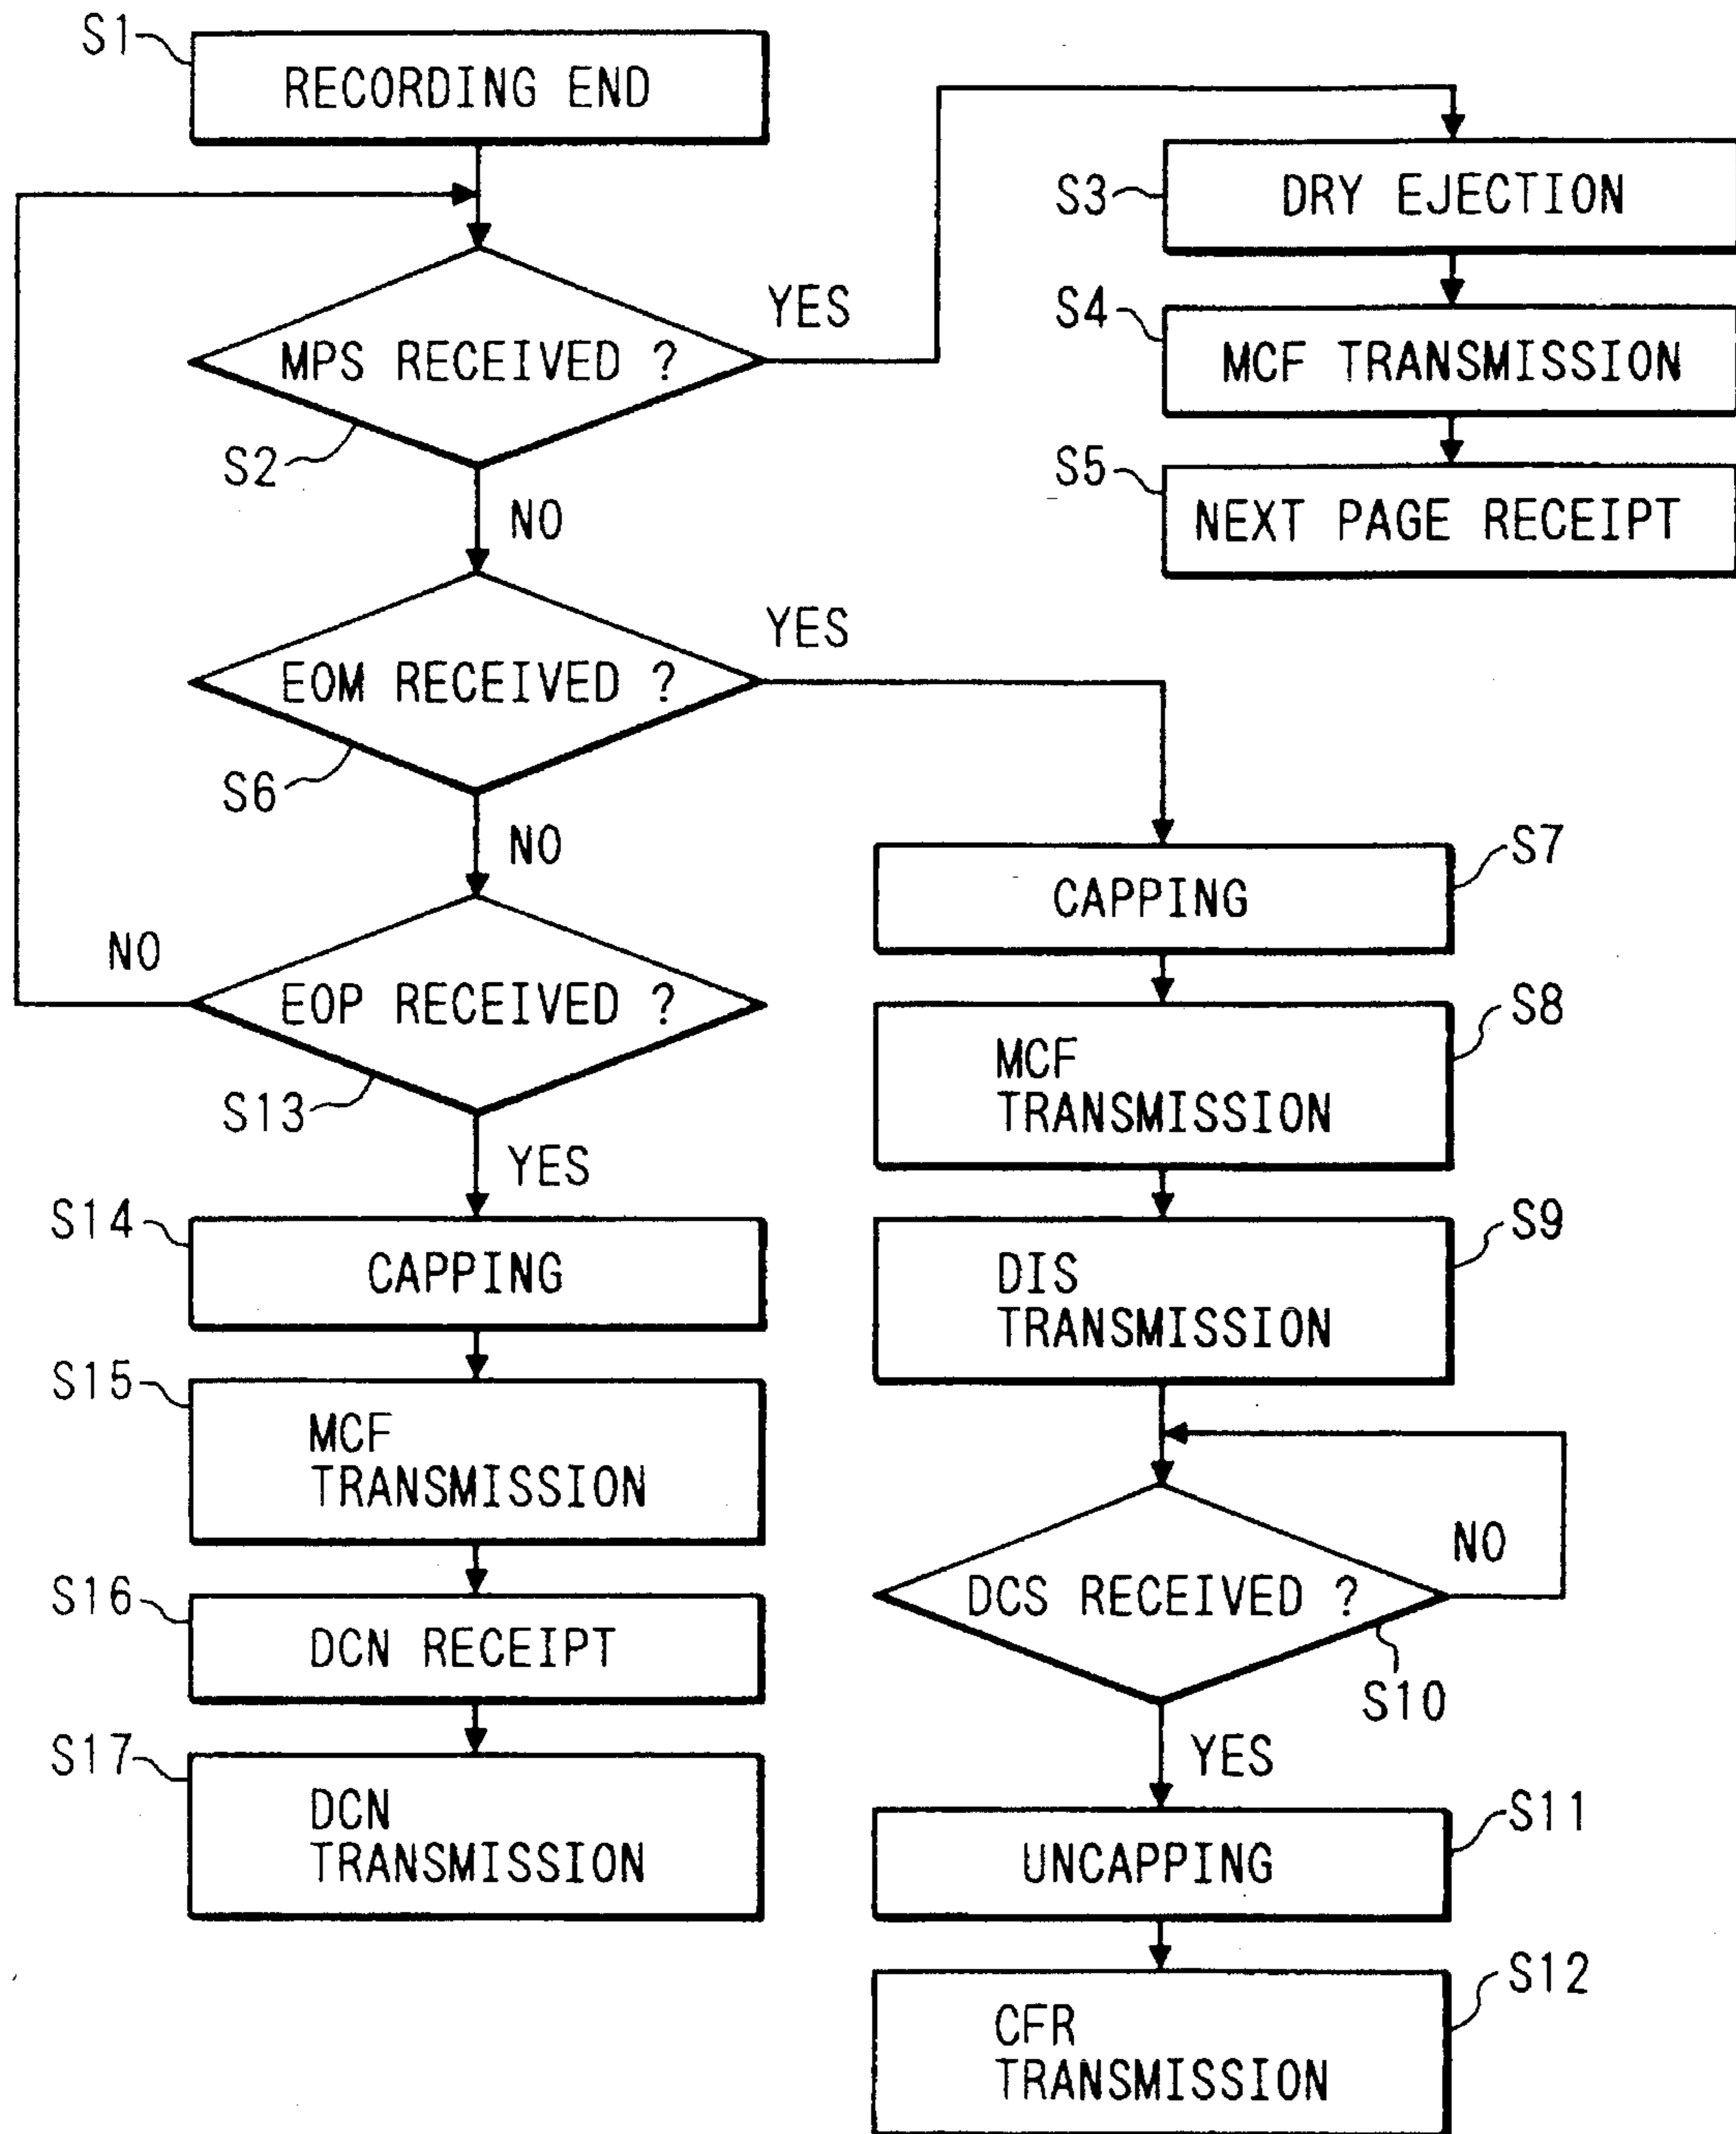 S1
RECORDING END
MPS RECEIVED ?
YES
S2
NO
S3
DRY EJECTION
S4
MCF TRANSMISSION
S5
NEXT PAGE RECEIPT
EOM RECEIVED ?
YES
S6
NO
EOP RECEIVED ?
NO
S13
YES
S7
CAPPING
S8
MCF
TRANSMISSION
S9
DIS
TRANSMISSION
DCS RECEIVED ?
NO
S10
YES
S11
UNCAPPING
S12
CFR
TRANSMISSION
S14
CAPPING
S15
MCF
TRANSMISSION
S16
DCN RECEIPT
S17
DCN
TRANSMISSION